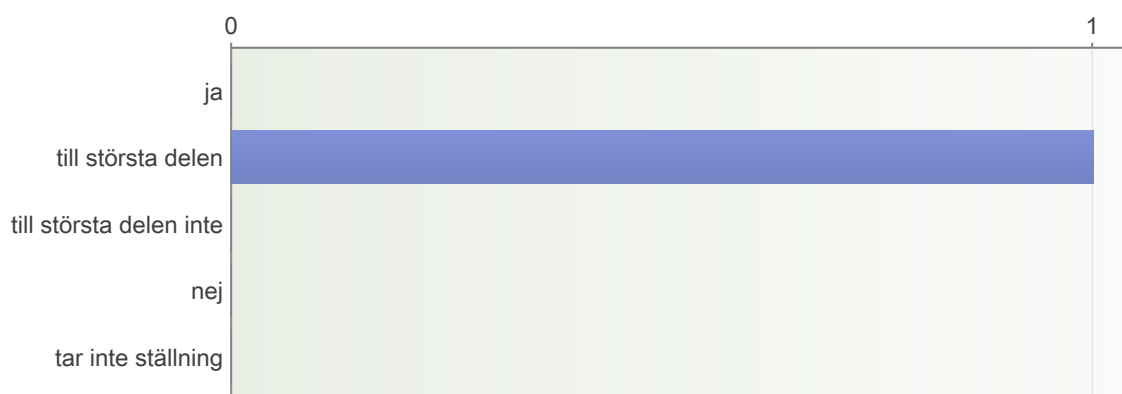 0 1
ja
till största delen
till största delen inte
nej
tar inte ställning